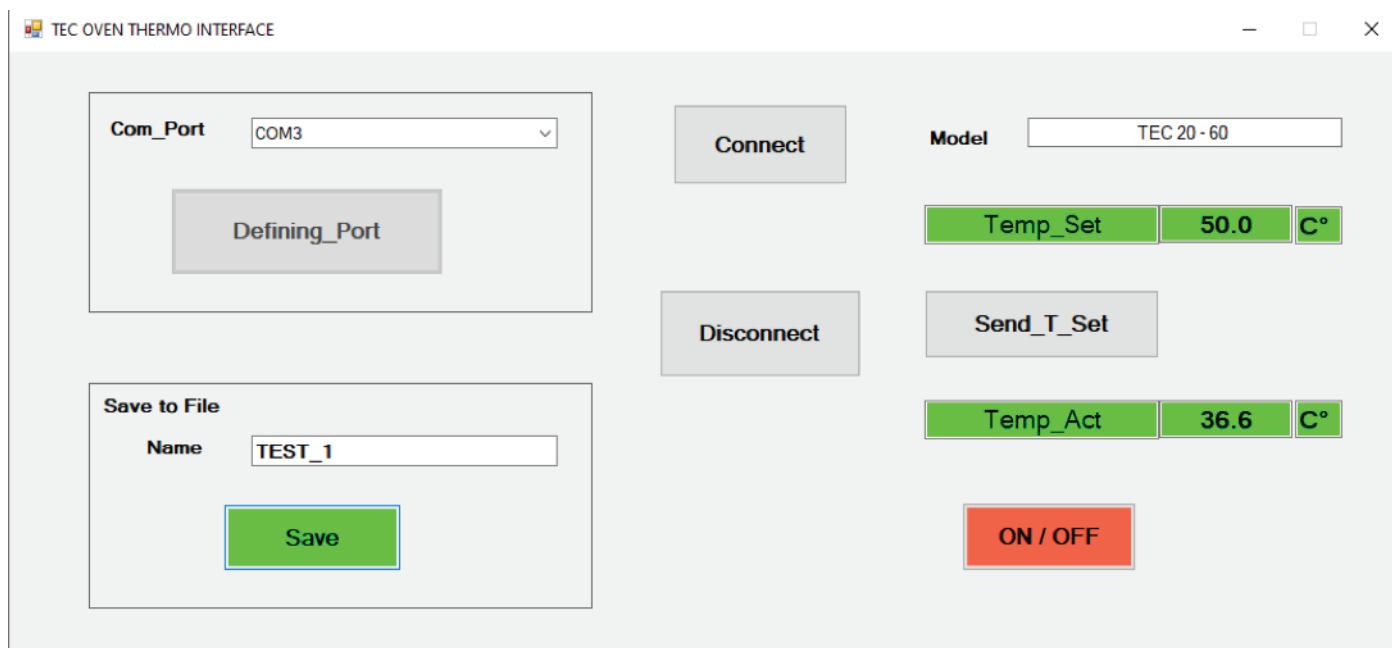 TEC OVEN THERMO INTERFACE
Com_Port COM3
Defining_Port
Save to File
Name TEST_1
Save
Connect
Disconnect
Model TEC 20 - 60
Temp_Set 50.0 C°
Send_T_Set
Temp_Act 36.6 C°
ON / OFF